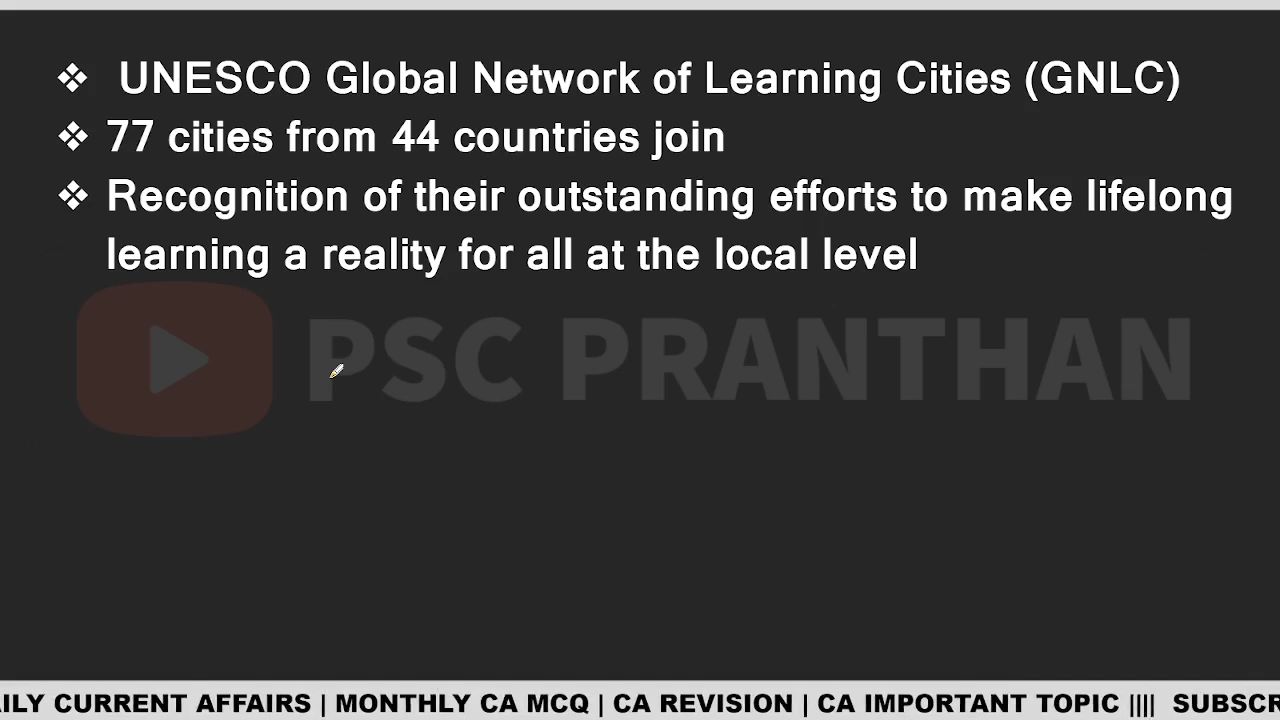 ❖ UNESCO Global Network of Learning Cities (GNLC)
❖ 77 cities from 44 countries join
❖ Recognition of their outstanding efforts to make lifelong
learning a reality for all at the local level
PSC PRANTHAN
ILY CURRENT AFFAIRS | MONTHLY CA MCQ | CA REVISION | CA IMPORTANT TOPIC |||| SUBSCR